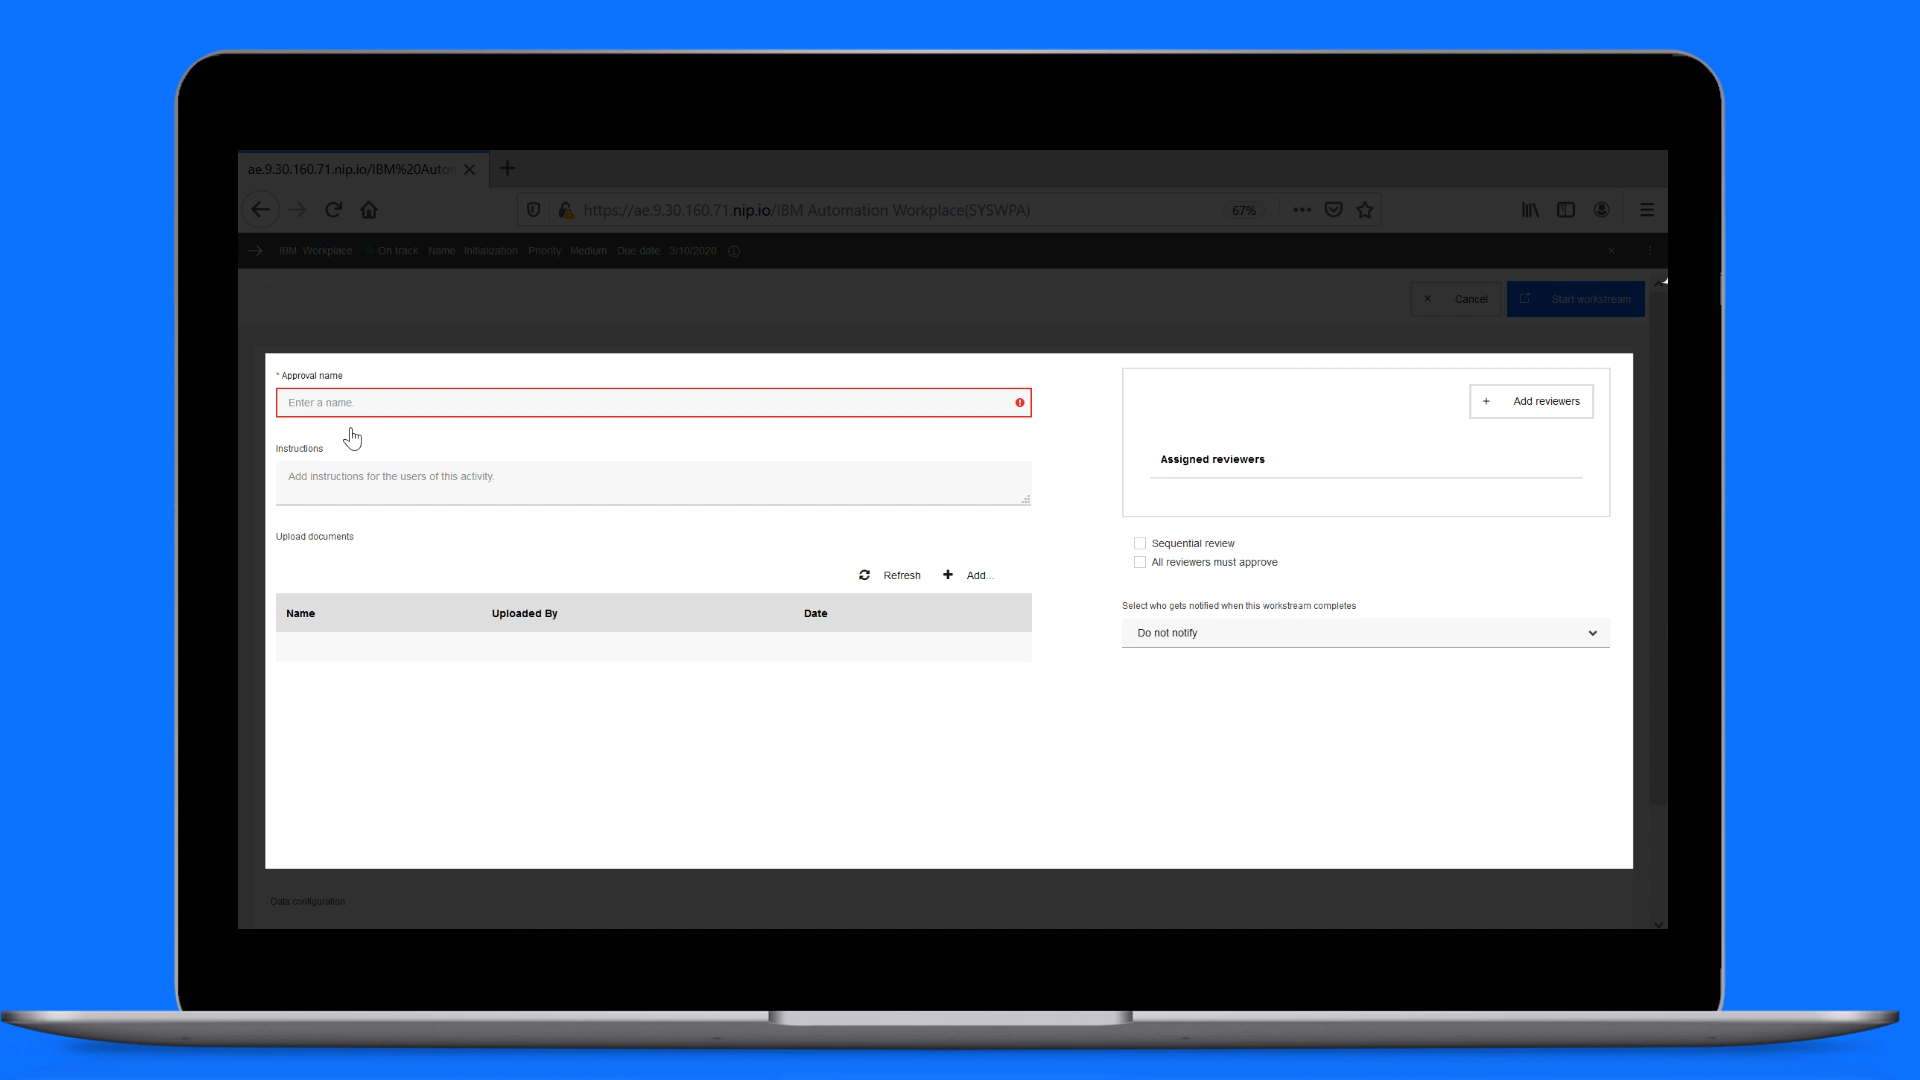 ae.9.30.160.71.nip.io/IBM%20Auto
https://ae.9.30.160.71.nip.io/IBM Automation Workplace(SYSWPA)
67%
IBM Workplace On track Name: Initialization Priority: Medium Due date: 3/10/2020
Cancel
Start workstream
* Approval name
Enter a name.
Instructions
Add instructions for the users of this activity.
Upload documents
Refresh
Add...
Name Uploaded By Date
Add reviewers
Assigned reviewers
Sequential review
All reviewers must approve
Select who gets notified when this workstream completes
Do not notify
Data configuration